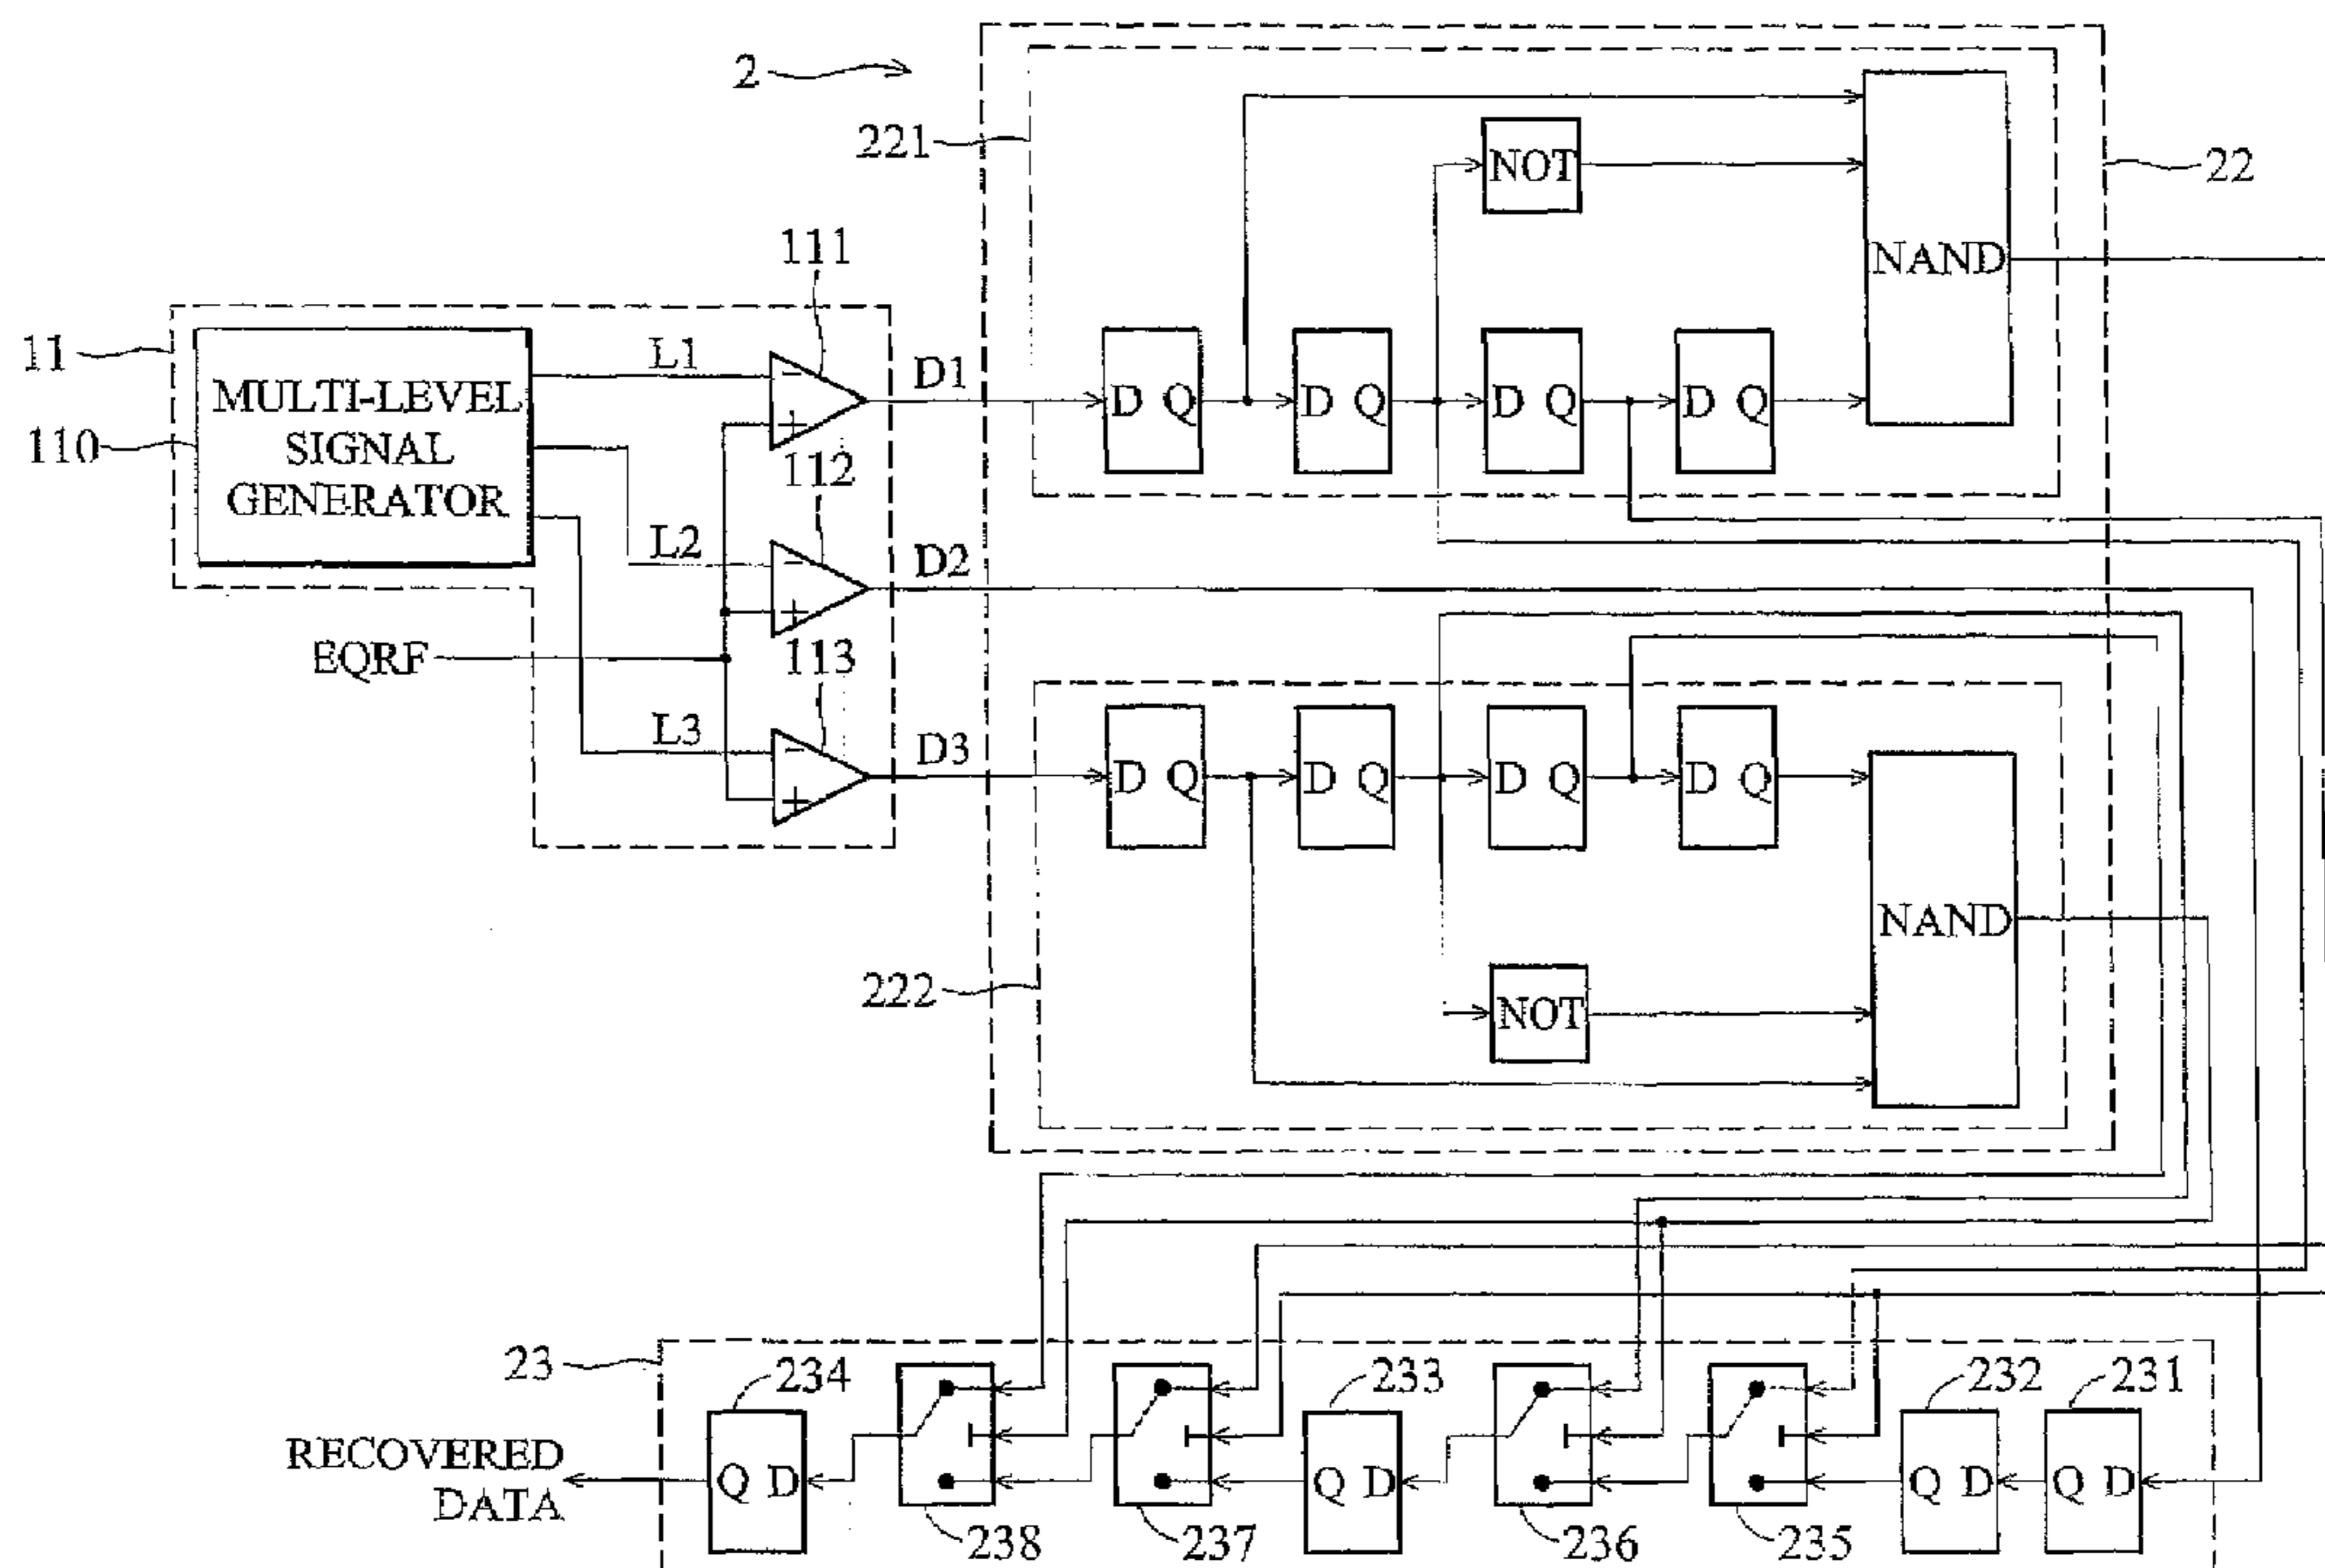 2
221
NOT
22
NAND
111
11
L1
D1
D Q
D Q
D Q
D Q
MULTI-LEVEL
SIGNAL
GENERATOR
110
112
L2
D2
EQRF
113
L3
D3
D Q
D Q
D Q
D Q
NAND
222
NOT
23
234
233
232
231
RECOVERED
DATA
Q D
Q D
Q D
Q D
238
237
236
235